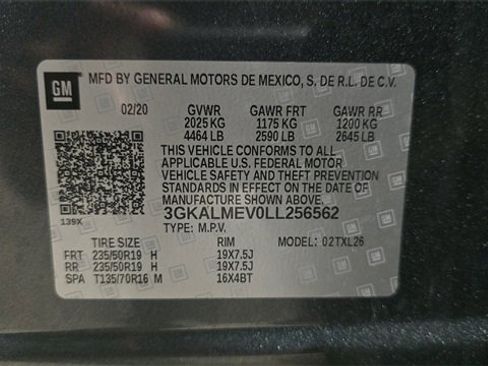 GM
MFD BY GENERAL MOTORS DE MEXICO, S. DE R.L. DE C.V.
02/20 GVWR GAWR FRT GAWR RR
2025 KG 1175 KG 1200 KG
4464 LB 2590 LB 2645 LB
THIS VEHICLE CONFORMS TO ALL
APPLICABLE U.S. FEDERAL MOTOR
VEHICLE SAFETY AND THEFT PREVENTION
STANDARDS IN EFFECT ON THE DATE OF
MANUFACTURE SHOWN ABOVE.
139X 3GKALMEV0LL256562
TYPE: M.P.V.
TIRE SIZE RIM MODEL: 02TXL26
FRT 235/50R19 H 19X7.5J
RR 235/50R19 H 19X7.5J
SPA T135/70R16 M 16X4BT